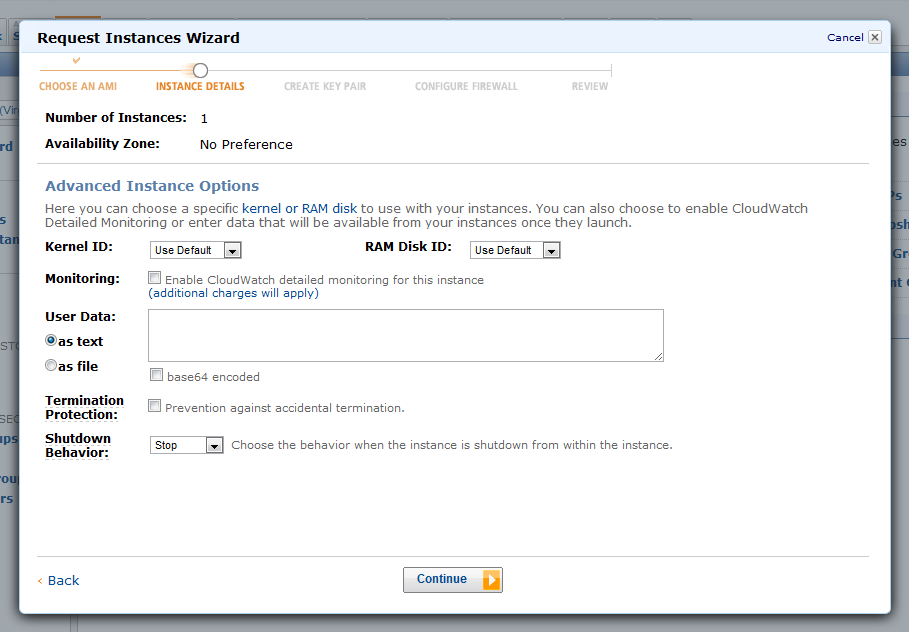 Request Instances Wizard
Cancel
CHOOSE AN AMI INSTANCE DETAILS CREATE KEY PAIR CONFIGURE FIREWALL REVIEW
Number of Instances: 1
Availability Zone: No Preference
Advanced Instance Options
Here you can choose a specific kernel or RAM disk to use with your instances. You can also choose to enable CloudWatch
Detailed Monitoring or enter data that will be available from your instances once they launch.
Kernel ID: Use Default RAM Disk ID: Use Default
Monitoring: Enable CloudWatch detailed monitoring for this instance
(additional charges will apply)
User Data:
as text
as file
base64 encoded
Termination
Protection: Prevention against accidental termination.
Shutdown
Behavior: Stop Choose the behavior when the instance is shutdown from within the instance.
‹ Back
Continue